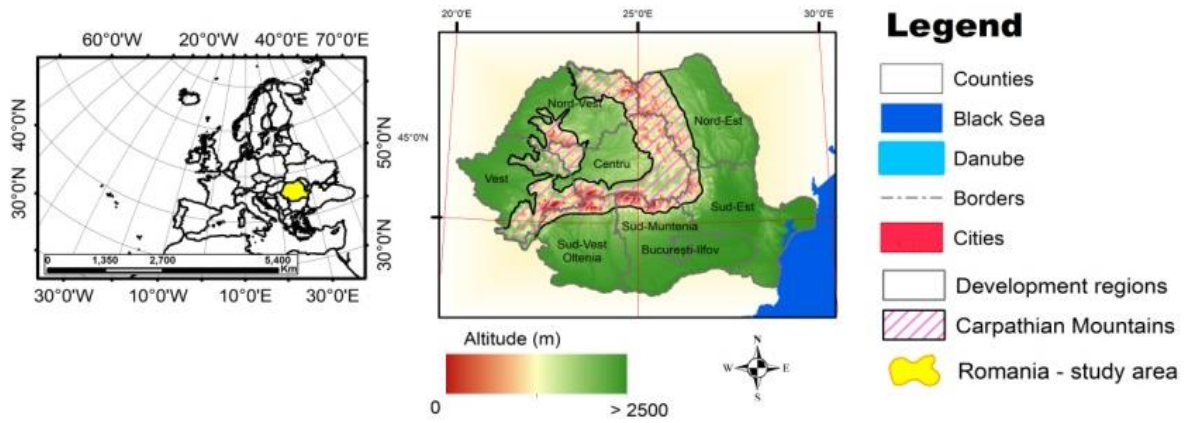 60°0'W 20°0'W 40°0'E 70°0'E
40°0'N
30°0'N
50°0'N
30°0'N
0 1,350 2,700 5,400
Km
30°0'W 10°0'W 10°0'E 30°0'E
20°0'E 25°0'E 30°0'E
45°0'N
Nord-Vest
Nord-Est
Centru
Vest
Sud-Est
Sud-Muntenia
Sud-Vest
Oltenia
București-Ilfov
Altitude (m)
0 > 2500
N
W E
S
Legend
Counties
Black Sea
Danube
Borders
Cities
Development regions
Carpathian Mountains
Romania - study area